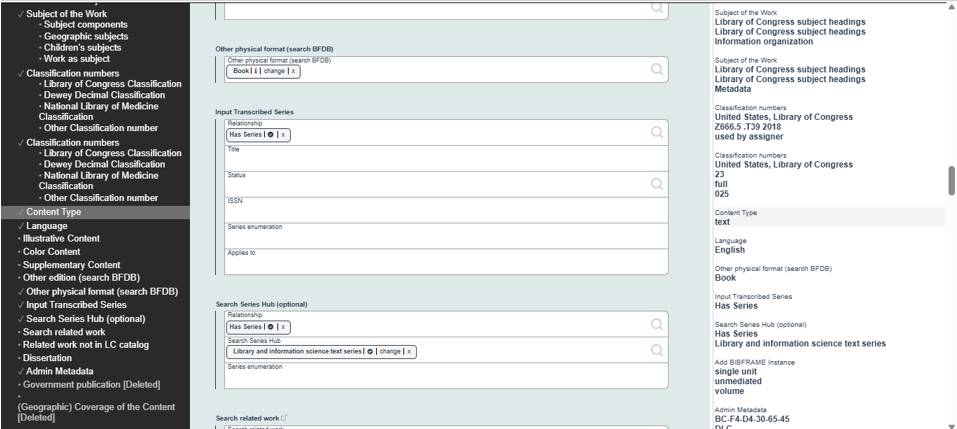 Subject of the Work
Subject components
Geographic subjects
Children's subjects
Work as subject
Classification numbers
Library of Congress Classification
Dewey Decimal Classification
National Library of Medicine
Classification
Other Classification number
Classification numbers
Library of Congress Classification
Dewey Decimal Classification
National Library of Medicine
Classification
Other Classification number
Content Type
Language
Illustrative Content
Color Content
Supplementary Content
Other edition (search BFDB)
Other physical format (search BFDB)
Input Transcribed Series
Search Series Hub (optional)
Search related work
Related work not in LC catalog
Dissertation
Admin Metadata
Government publication [Deleted]
(Geographic) Coverage of the Content
[Deleted]
Other physical format (search BFDB)
Other physical format (search BFDB)
Book | i | change | x
Input Transcribed Series
Relationship
Has Series | | x
Title
Status
ISSN
Series enumeration
Applies to
Search Series Hub (optional)
Relationship
Has Series | | x
Search Series Hub
Library and information science text series | | change | x
Series enumeration
Search related work
Subject of the Work
Library of Congress subject headings
Library of Congress subject headings
Information organization
Subject of the Work
Library of Congress subject headings
Library of Congress subject headings
Metadata
Classification numbers
United States, Library of Congress
Z666.5 .T39 2018
used by assigner
Classification numbers
United States, Library of Congress
23
full
025
Content Type
text
Language
English
Other physical format (search BFDB)
Book
Input Transcribed Series
Has Series
Search Series Hub (optional)
Has Series
Library and information science text series
Add BIBFRAME Instance
single unit
unmediated
volume
Admin Metadata
BC-F4-D4-30-65-45
DLC